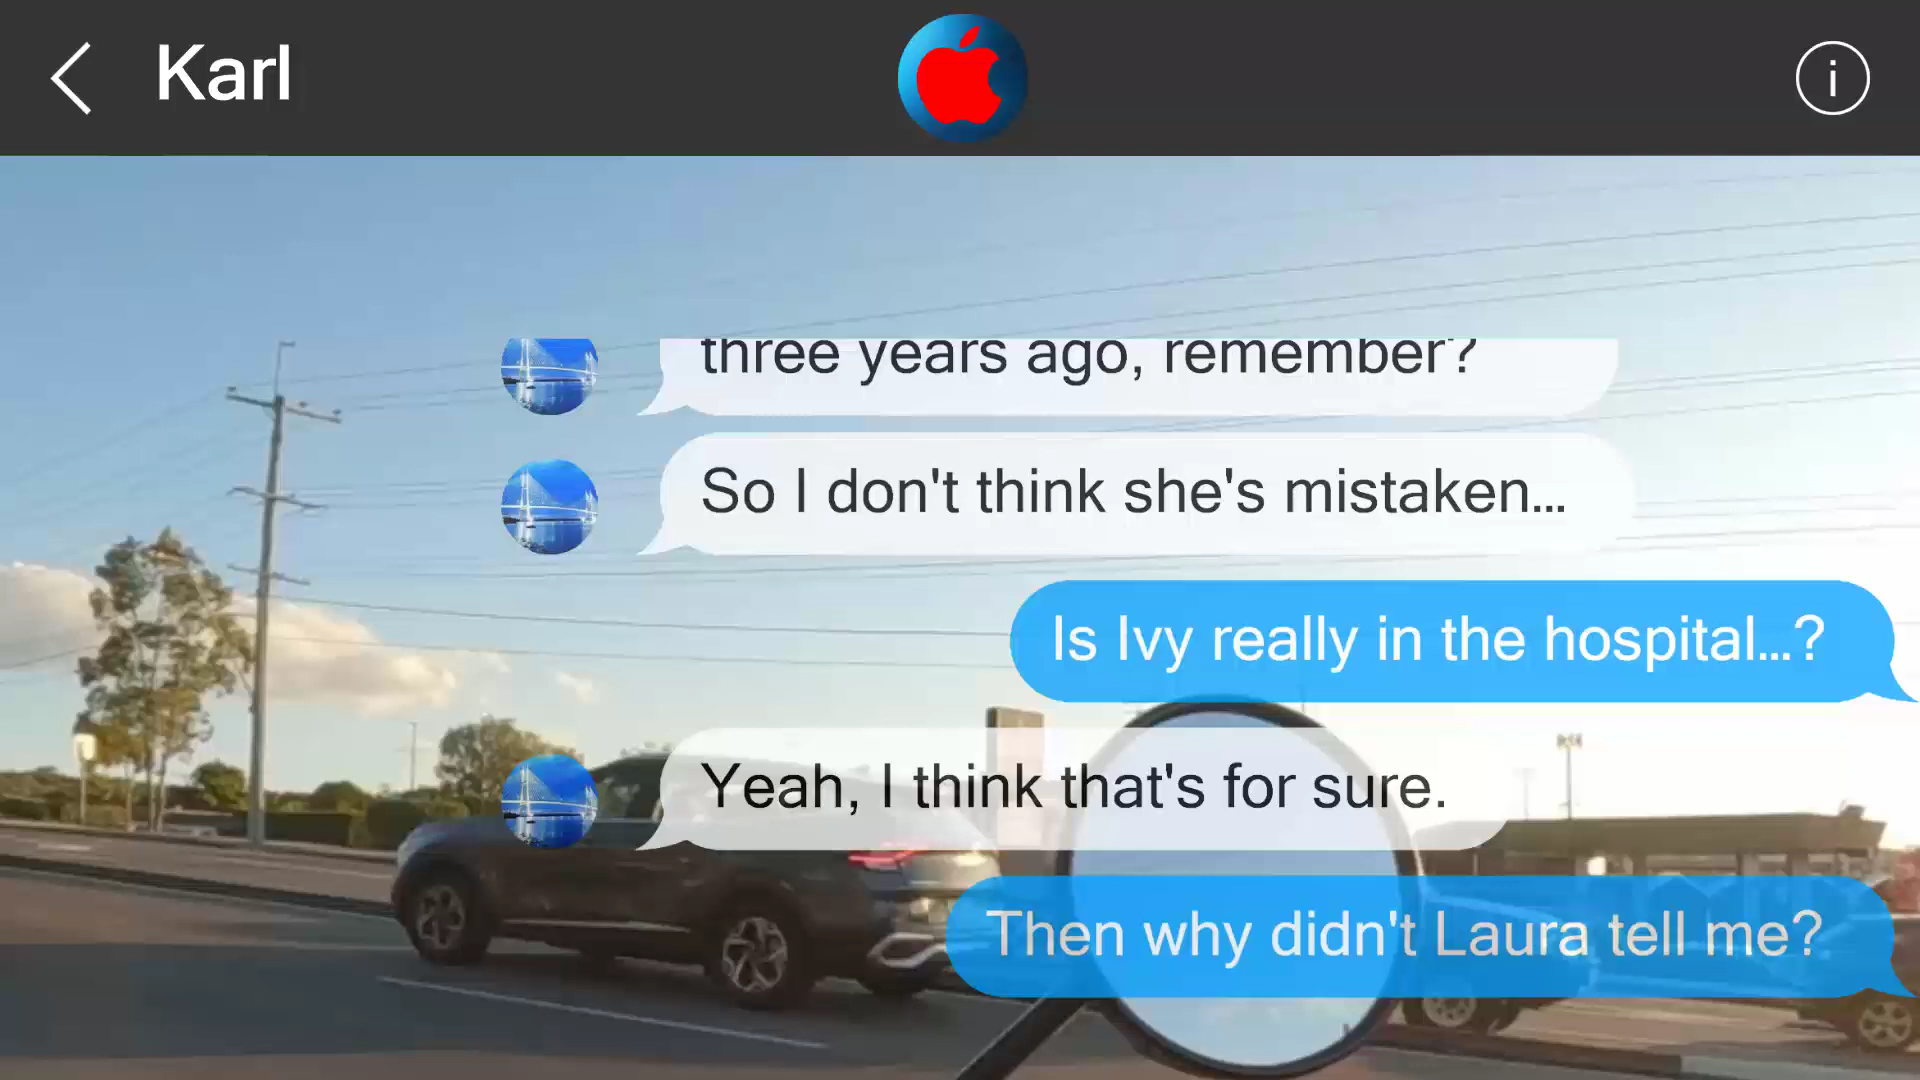 Karl
i
three years ago, remember?
So I don't think she's mistaken...
Is Ivy really in the hospital...?
Yeah, I think that's for sure.
Then why didn't Laura tell me?